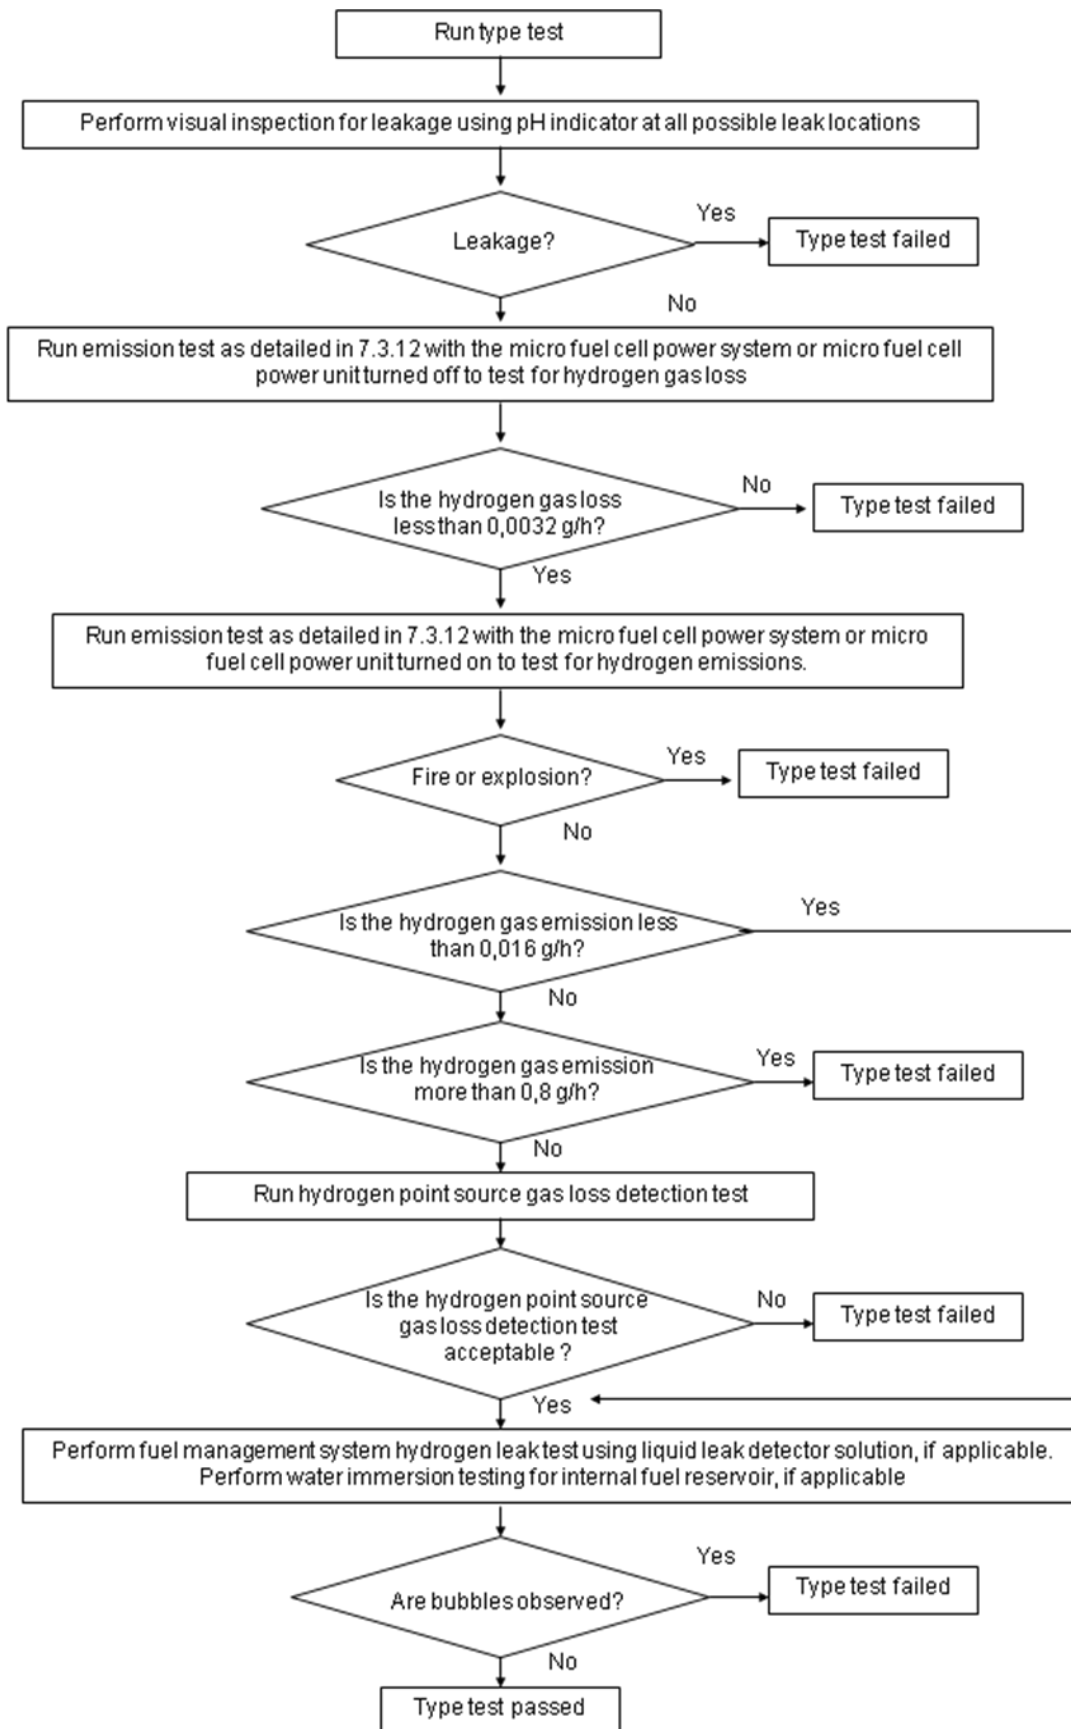 Run type test
Perform visual inspection for leakage using pH indicator at all possible leak locations
Leakage?
Yes
Type test failed
No
Run emission test as detailed in 7.3.12 with the micro fuel cell power system or micro fuel cell
power unit turned off to test for hydrogen gas loss
Is the hydrogen gas loss
less than 0,0032 g/h?
No
Type test failed
Yes
Run emission test as detailed in 7.3.12 with the micro fuel cell power system or micro
fuel cell power unit turned on to test for hydrogen emissions.
Fire or explosion?
Yes
Type test failed
No
Is the hydrogen gas emission less
than 0,016 g/h?
Yes
No
Is the hydrogen gas emission
more than 0,8 g/h?
Yes
Type test failed
No
Run hydrogen point source gas loss detection test
Is the hydrogen point source
gas loss detection test
acceptable ?
No
Type test failed
Yes
Perform fuel management system hydrogen leak test using liquid leak detector solution, if applicable.
Perform water immersion testing for internal fuel reservoir, if applicable
Are bubbles observed?
Yes
Type test failed
No
Type test passed